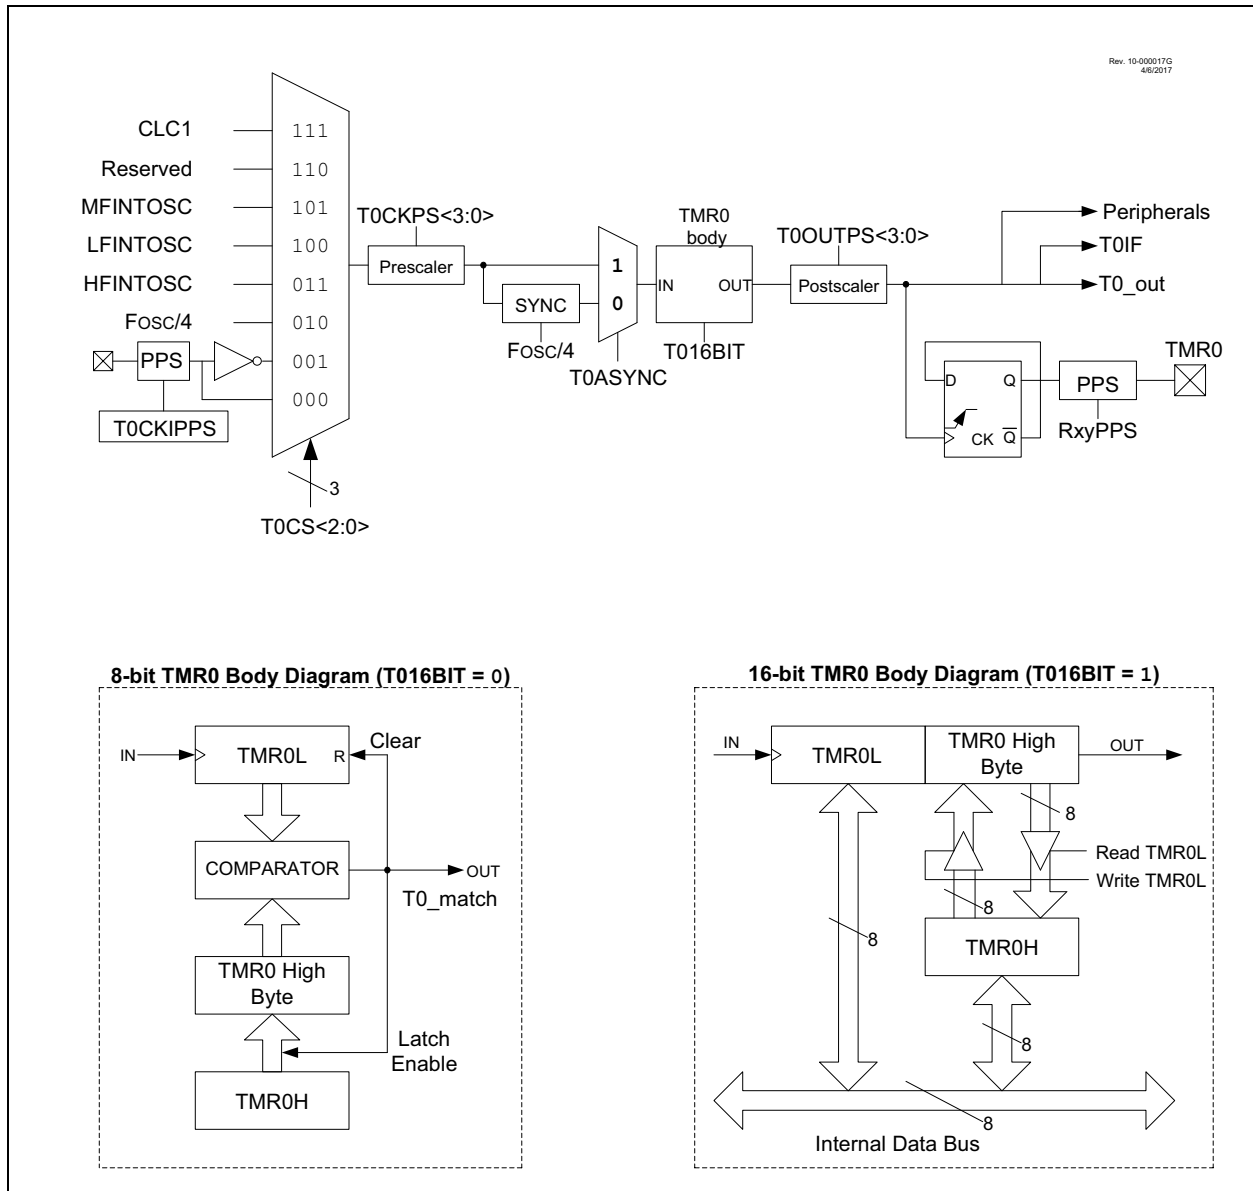 Rev. 10-000017G
4/6/2017
CLC1
111
Reserved
110
MFINTOSC
101
LFINTOSC
100
HFINTOSC
011
FOSC/4
010
PPS
001
000
T0CKIPPS
3
T0CS<2:0>
T0CKPS<3:0>
Prescaler
SYNC
FOSC/4
1
0
T0ASYNC
TMR0
body
IN
OUT
T016BIT
T0OUTPS<3:0>
Postscaler
Peripherals
T0IF
T0_out
D
Q
CK
Q
PPS
RxyPPS
TMR0
8-bit TMR0 Body Diagram (T016BIT = 0)
IN
TMR0L
R
Clear
COMPARATOR
OUT
T0_match
TMR0 High
Byte
Latch
Enable
TMR0H
16-bit TMR0 Body Diagram (T016BIT = 1)
IN
TMR0L
TMR0 High
Byte
OUT
8
Read TMR0L
Write TMR0L
8
8
TMR0H
8
8
Internal Data Bus